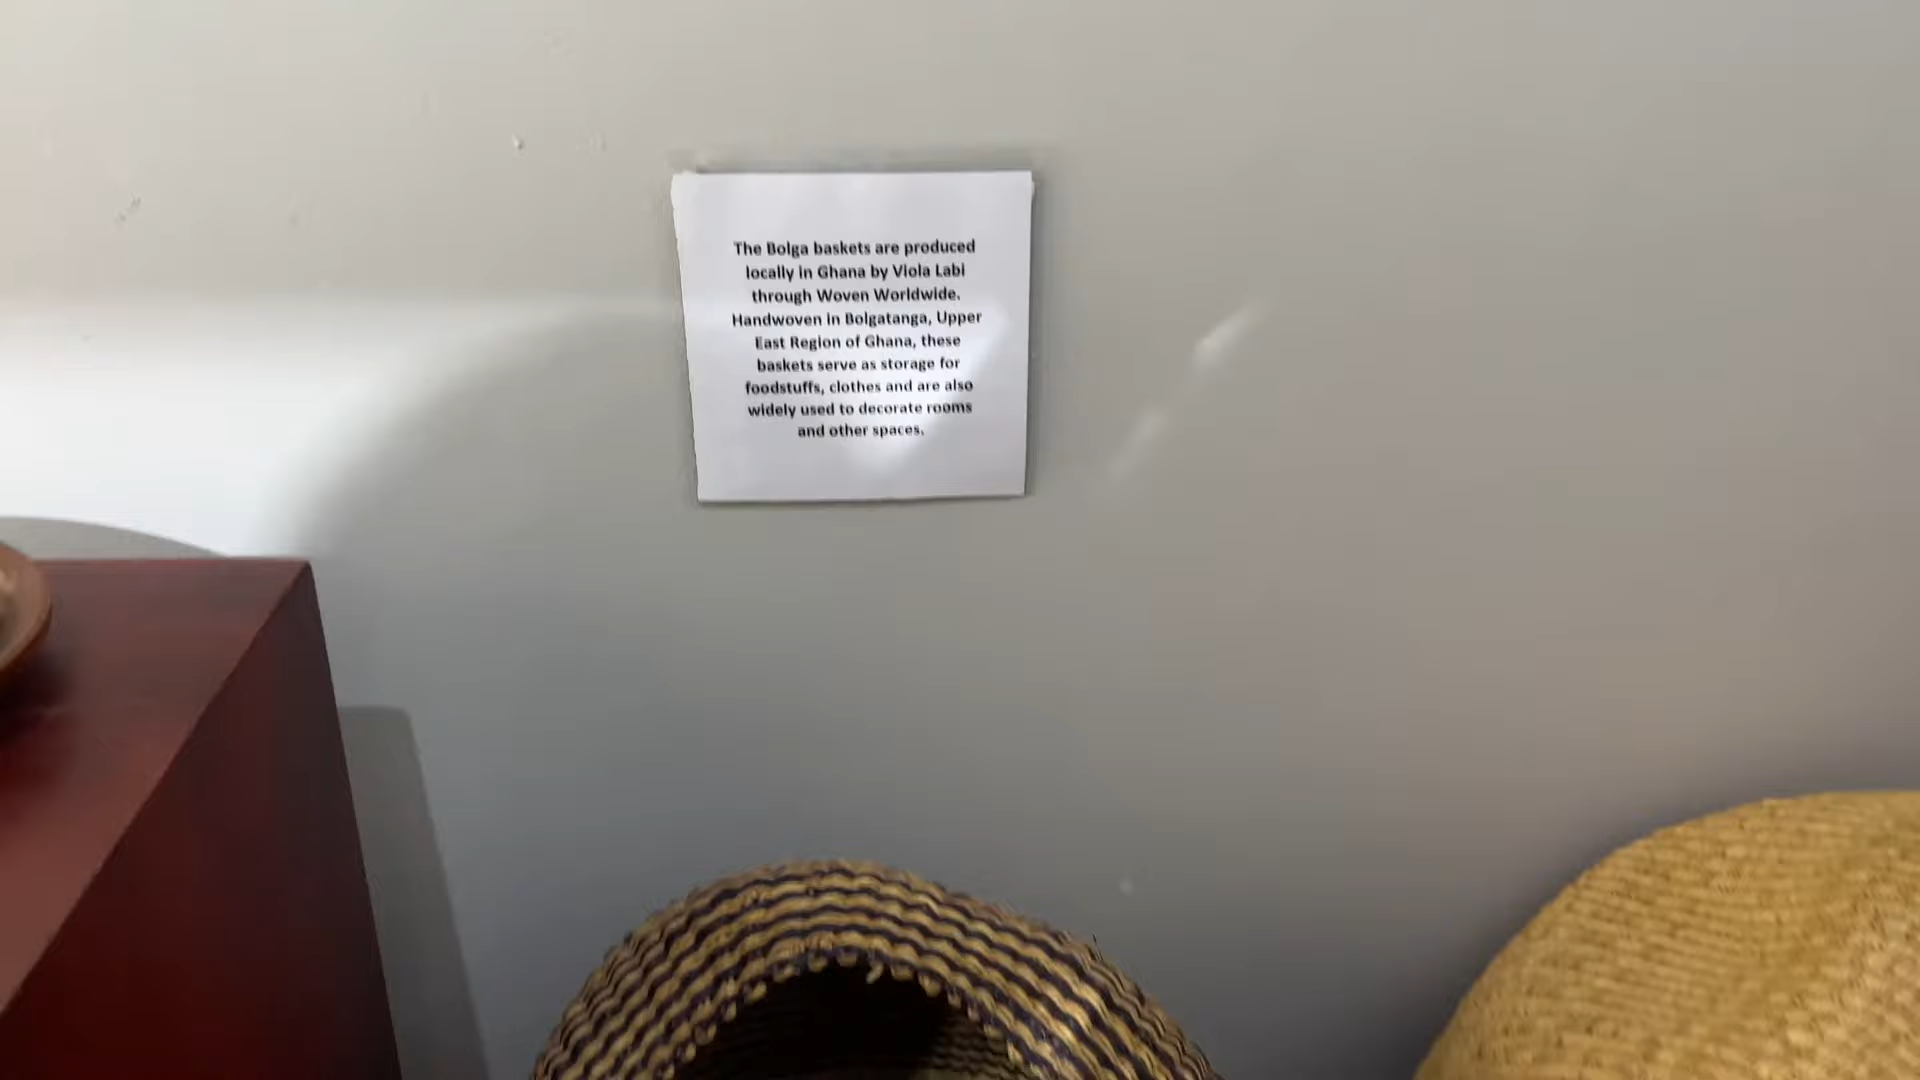 The Bolga baskets are produced
locally in Ghana by Viola Labi
through Woven Worldwide.
Handwoven in Bolgatanga, Upper
East Region of Ghana, these
baskets serve as storage for
foodstuffs, clothes and are also
widely used to decorate rooms
and other spaces.